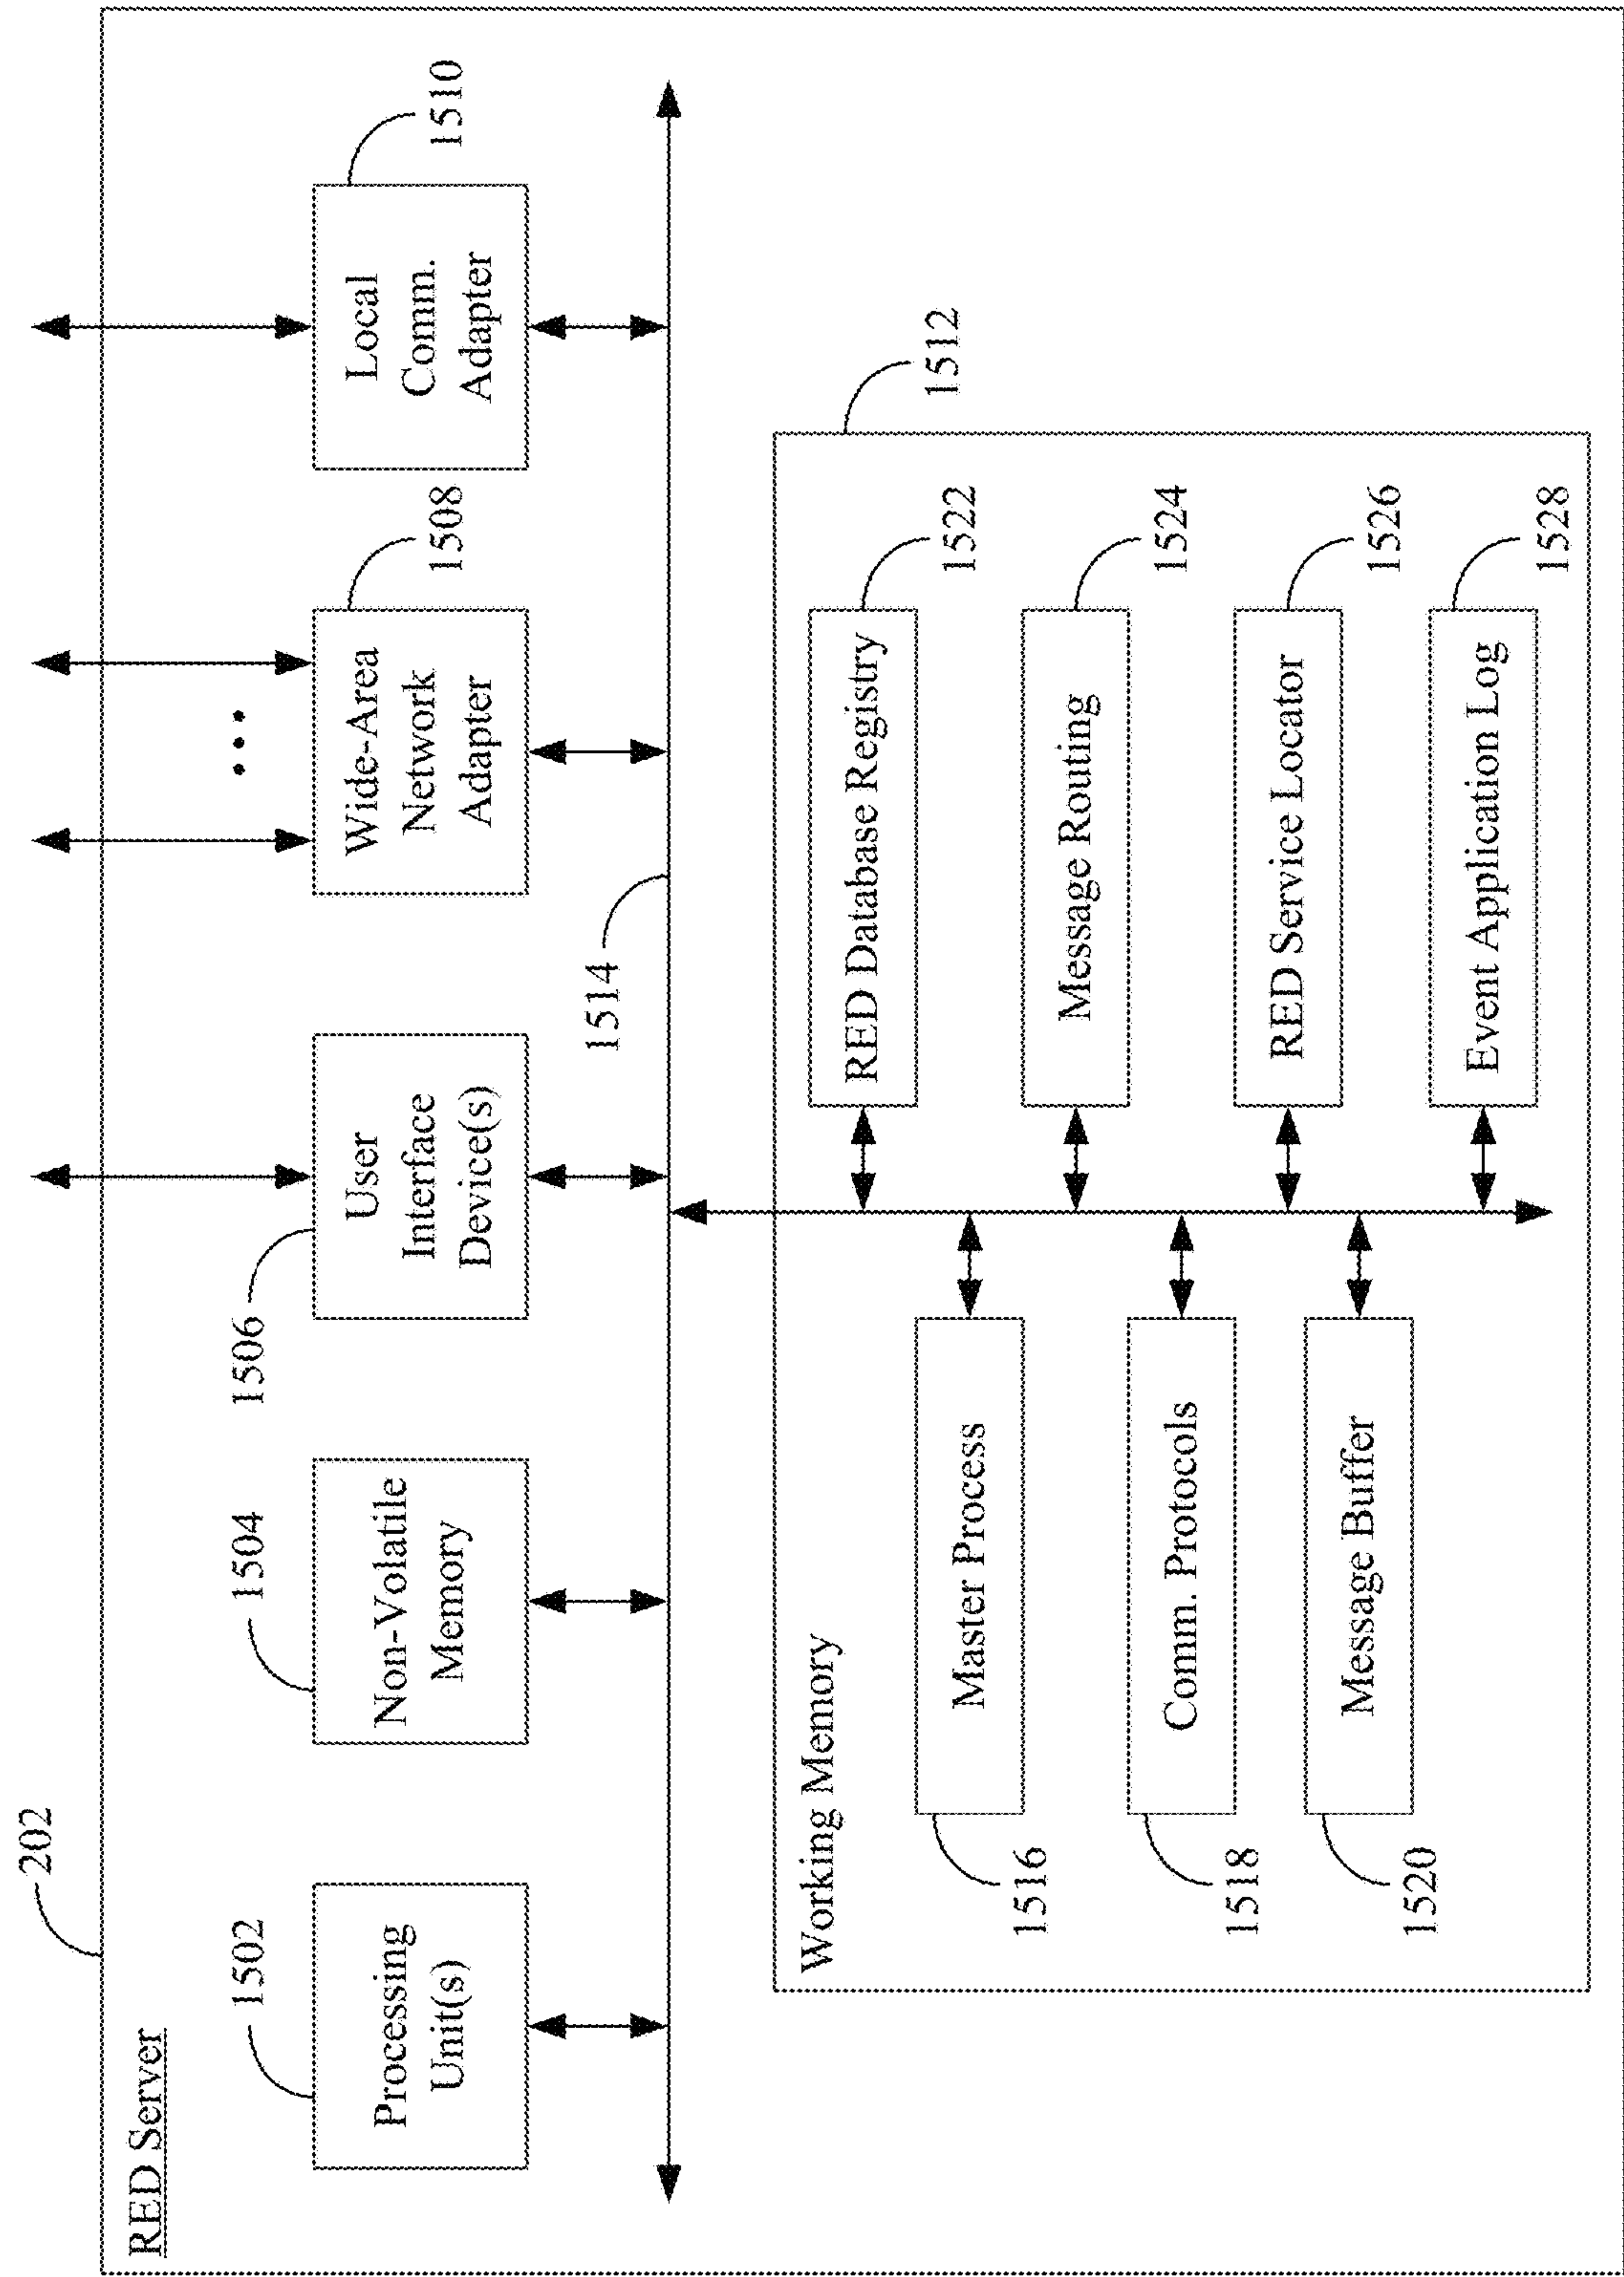 202
RED Server
1502
1504
1506
1508
1510
Processing
Unit(s)
Non-Volatile
Memory
User
Interface
Device(s)
Wide-Area
Network
Adapter
Local
Comm.
Adapter
1514
1512
Working Memory
Master Process
1516
Comm. Protocols
1518
Message Buffer
1520
RED Database Registry
1522
Message Routing
1524
RED Service Locator
1526
Event Application Log
1528